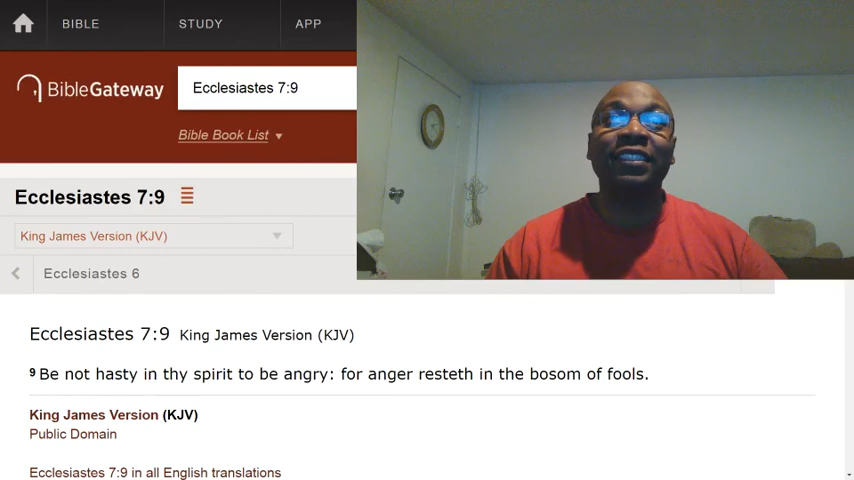 BIBLE STUDY APP
BibleGateway
Ecclesiastes 7:9
Bible Book List
Ecclesiastes 7:9
King James Version (KJV)
Ecclesiastes 6
Ecclesiastes 7:9 King James Version (KJV)
9 Be not hasty in thy spirit to be angry: for anger resteth in the bosom of fools.
King James Version (KJV)
Public Domain
Ecclesiastes 7:9 in all English translations